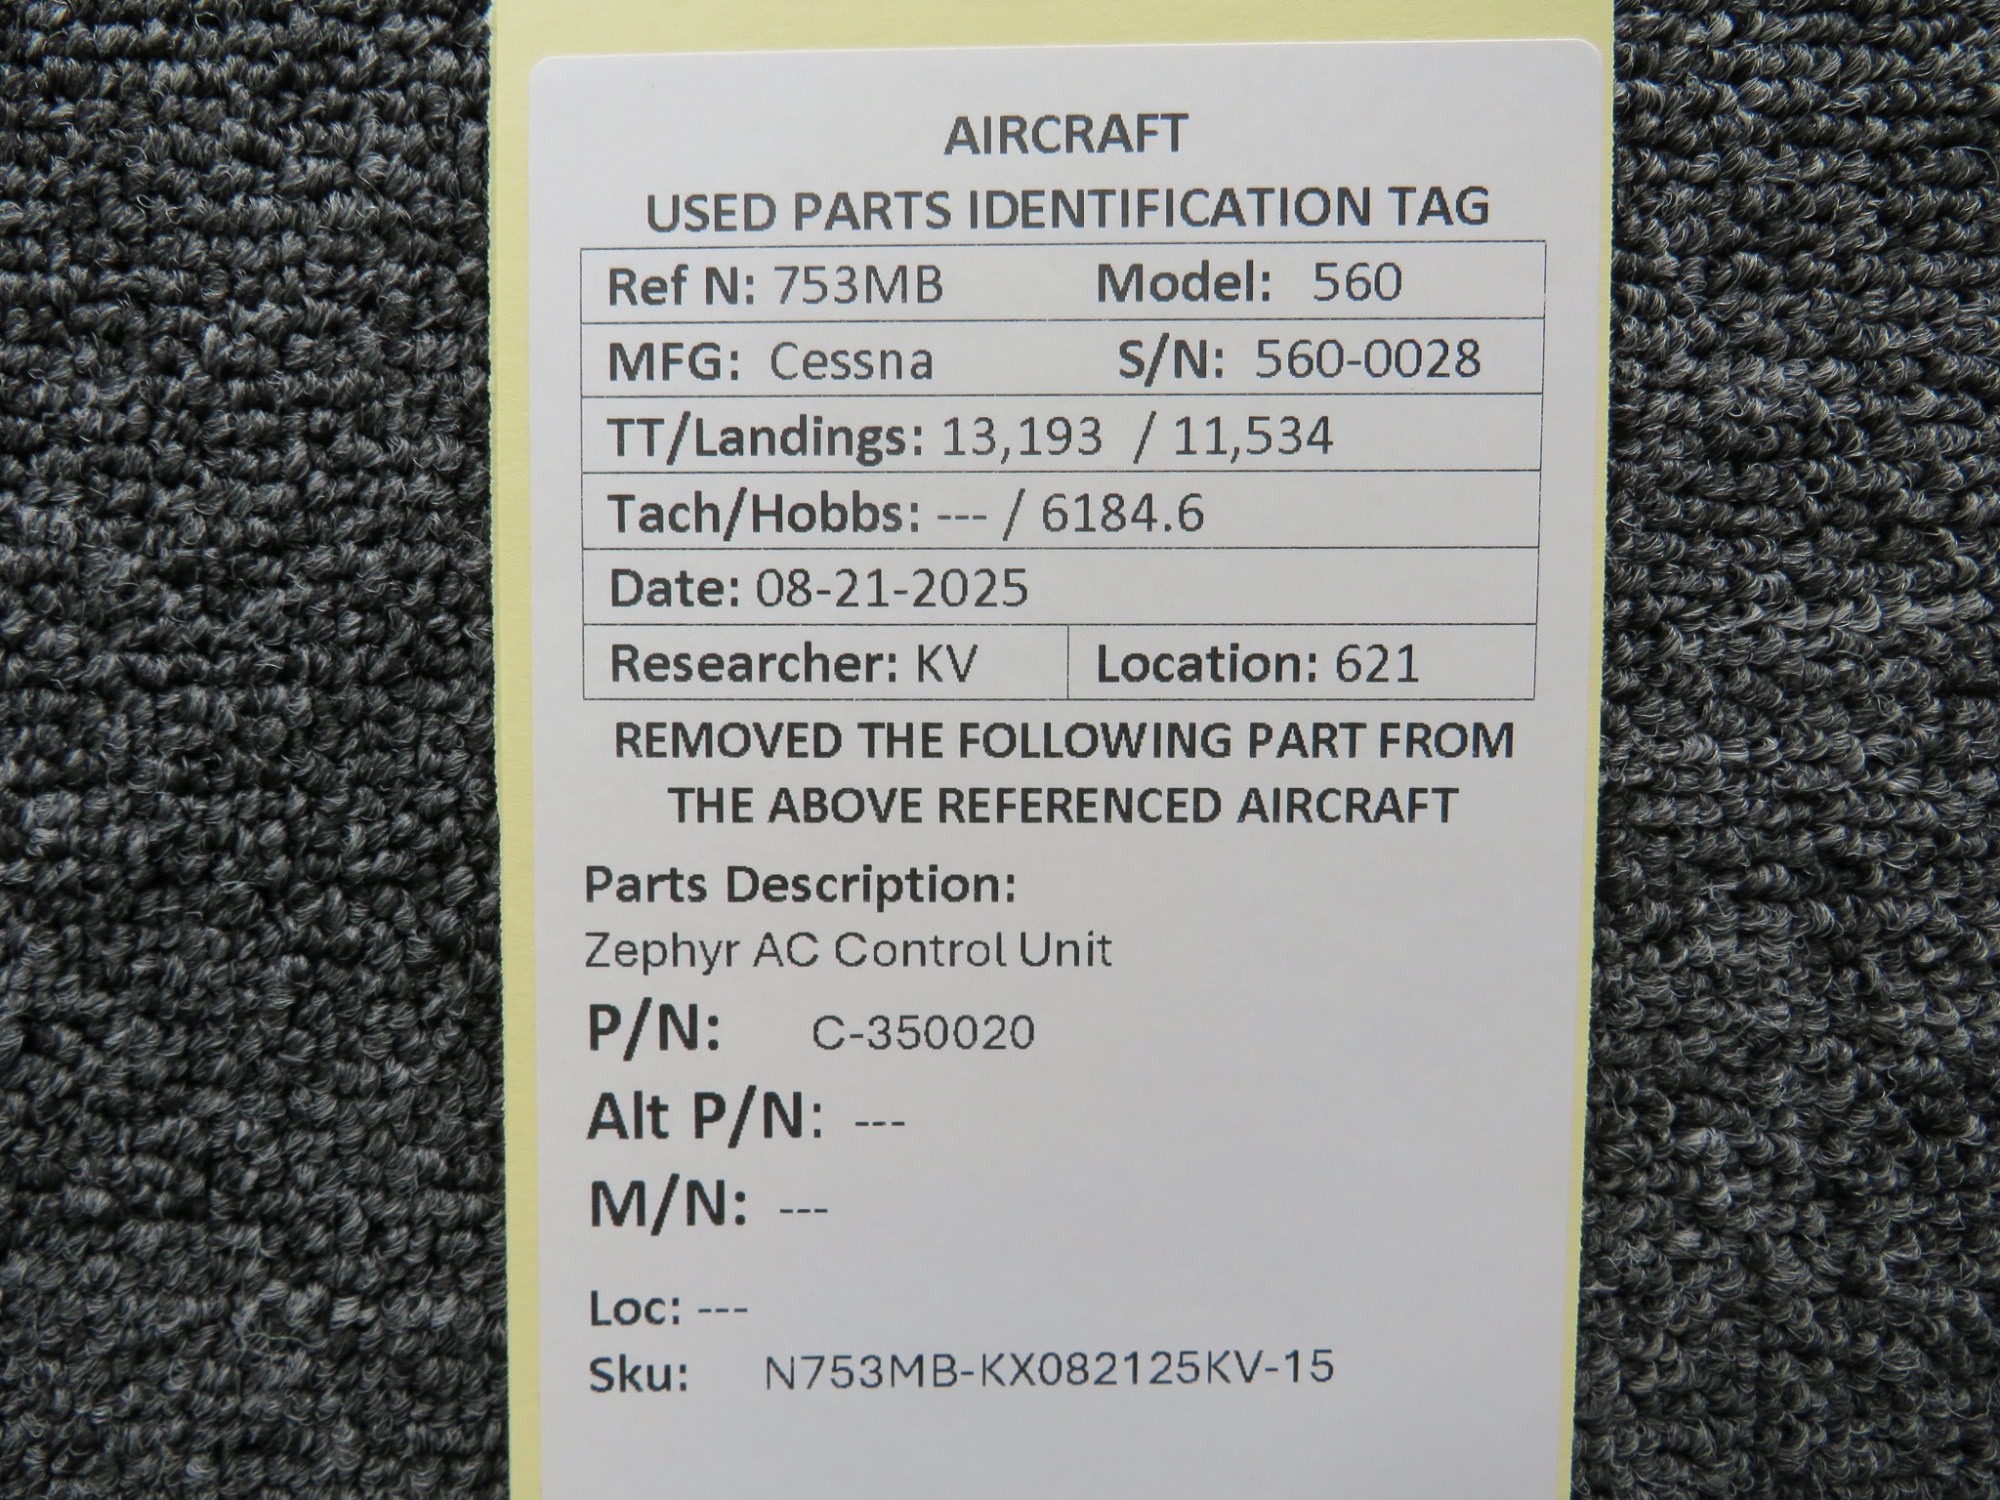 AIRCRAFT
USED PARTS IDENTIFICATION TAG
Ref N: 753MB Model: 560
MFG: Cessna S/N: 560-0028
TT/Landings: 13,193 / 11,534
Tach/Hobbs: --- / 6184.6
Date: 08-21-2025
Researcher: KV Location: 621
REMOVED THE FOLLOWING PART FROM
THE ABOVE REFERENCED AIRCRAFT
Parts Description:
Zephyr AC Control Unit
P/N: C-350020
Alt P/N: ---
M/N: ---
Loc: ---
Sku: N753MB-KX082125KV-15